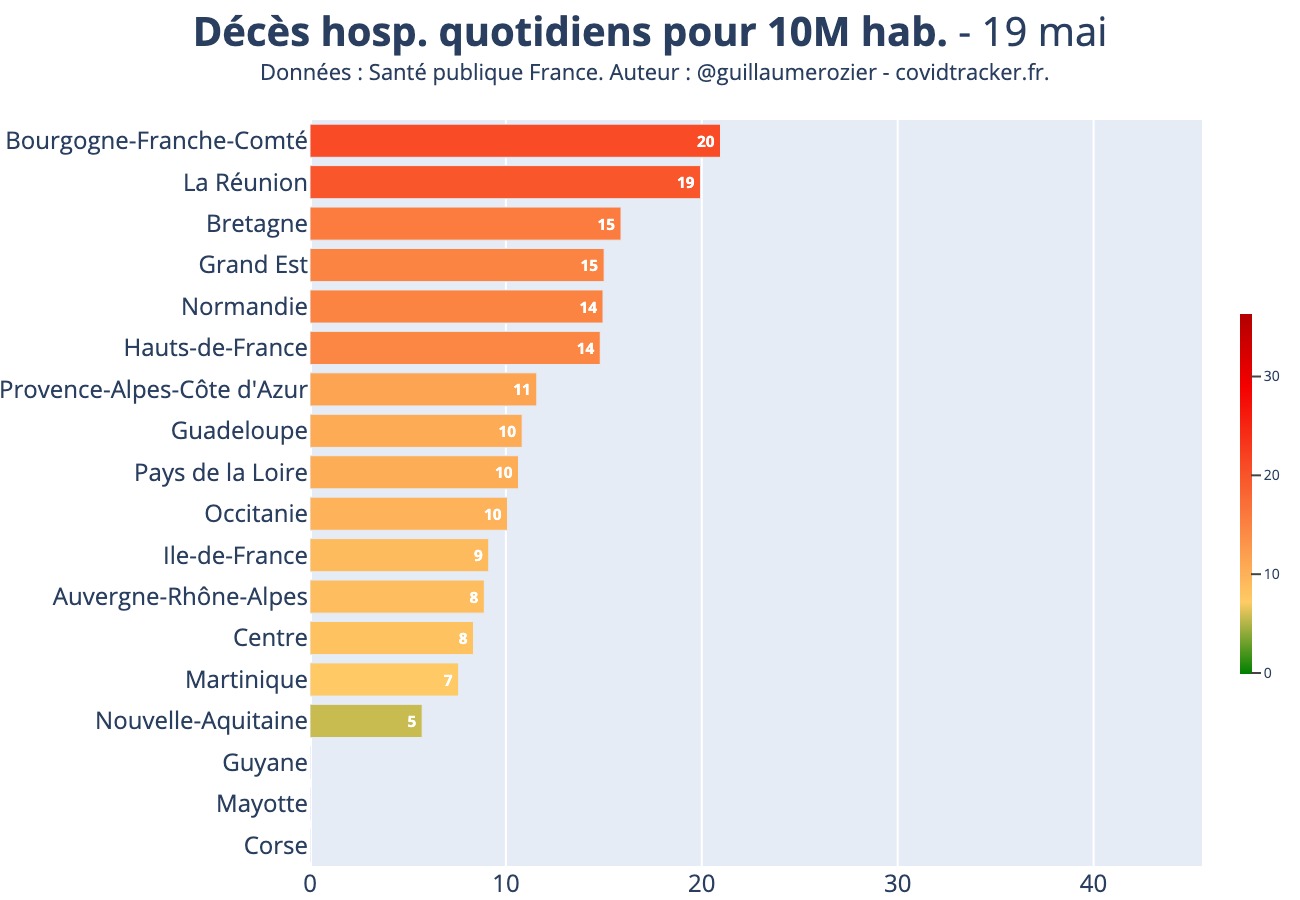 Décès hosp. quotidiens pour 10M hab. - 19 mai
Données : Santé publique France. Auteur : @guillaumerozier - covidtracker.fr.
Bourgogne-Franche-Comté 20
La Réunion 19
Bretagne 15
Grand Est 15
Normandie 14
Hauts-de-France 14
Provence-Alpes-Côte d'Azur 11
Guadeloupe 10
Pays de la Loire 10
Occitanie 10
Ile-de-France 9
Auvergne-Rhône-Alpes 8
Centre 8
Martinique 7
Nouvelle-Aquitaine 5
Guyane
Mayotte
Corse
0 10 20 30 40
30
20
10
0